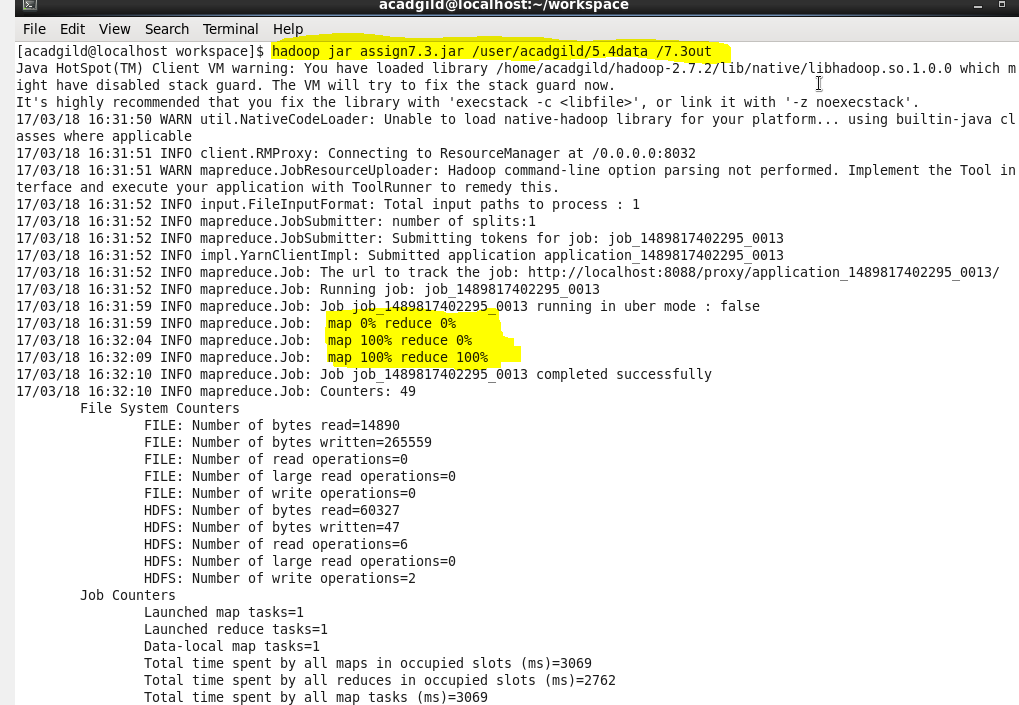 acadgild@localhost:~/workspace
File Edit View Search Terminal Help
[acadgild@localhost workspace]$ hadoop jar assign7.3.jar /user/acadgild/5.4data /7.3out
Java HotSpot(TM) Client VM warning: You have loaded library /home/acadgild/hadoop-2.7.2/lib/native/libhadoop.so.1.0.0 which m
ight have disabled stack guard. The VM will try to fix the stack guard now.
It's highly recommended that you fix the library with 'execstack -c <libfile>', or link it with '-z noexecstack'.
17/03/18 16:31:50 WARN util.NativeCodeLoader: Unable to load native-hadoop library for your platform... using builtin-java cl
asses where applicable
17/03/18 16:31:51 INFO client.RMProxy: Connecting to ResourceManager at /0.0.0.0:8032
17/03/18 16:31:51 WARN mapreduce.JobResourceUploader: Hadoop command-line option parsing not performed. Implement the Tool in
terface and execute your application with ToolRunner to remedy this.
17/03/18 16:31:52 INFO input.FileInputFormat: Total input paths to process : 1
17/03/18 16:31:52 INFO mapreduce.JobSubmitter: number of splits:1
17/03/18 16:31:52 INFO mapreduce.JobSubmitter: Submitting tokens for job: job_1489817402295_0013
17/03/18 16:31:52 INFO impl.YarnClientImpl: Submitted application application_1489817402295_0013
17/03/18 16:31:52 INFO mapreduce.Job: The url to track the job: http://localhost:8088/proxy/application_1489817402295_0013/
17/03/18 16:31:52 INFO mapreduce.Job: Running job: job_1489817402295_0013
17/03/18 16:31:59 INFO mapreduce.Job: Job job_1489817402295_0013 running in uber mode : false
17/03/18 16:31:59 INFO mapreduce.Job:  map 0% reduce 0%
17/03/18 16:32:04 INFO mapreduce.Job:  map 100% reduce 0%
17/03/18 16:32:09 INFO mapreduce.Job:  map 100% reduce 100%
17/03/18 16:32:10 INFO mapreduce.Job: Job job_1489817402295_0013 completed successfully
17/03/18 16:32:10 INFO mapreduce.Job: Counters: 49
File System Counters
FILE: Number of bytes read=14890
FILE: Number of bytes written=265559
FILE: Number of read operations=0
FILE: Number of large read operations=0
FILE: Number of write operations=0
HDFS: Number of bytes read=60327
HDFS: Number of bytes written=47
HDFS: Number of read operations=6
HDFS: Number of large read operations=0
HDFS: Number of write operations=2
Job Counters
Launched map tasks=1
Launched reduce tasks=1
Data-local map tasks=1
Total time spent by all maps in occupied slots (ms)=3069
Total time spent by all reduces in occupied slots (ms)=2762
Total time spent by all map tasks (ms)=3069